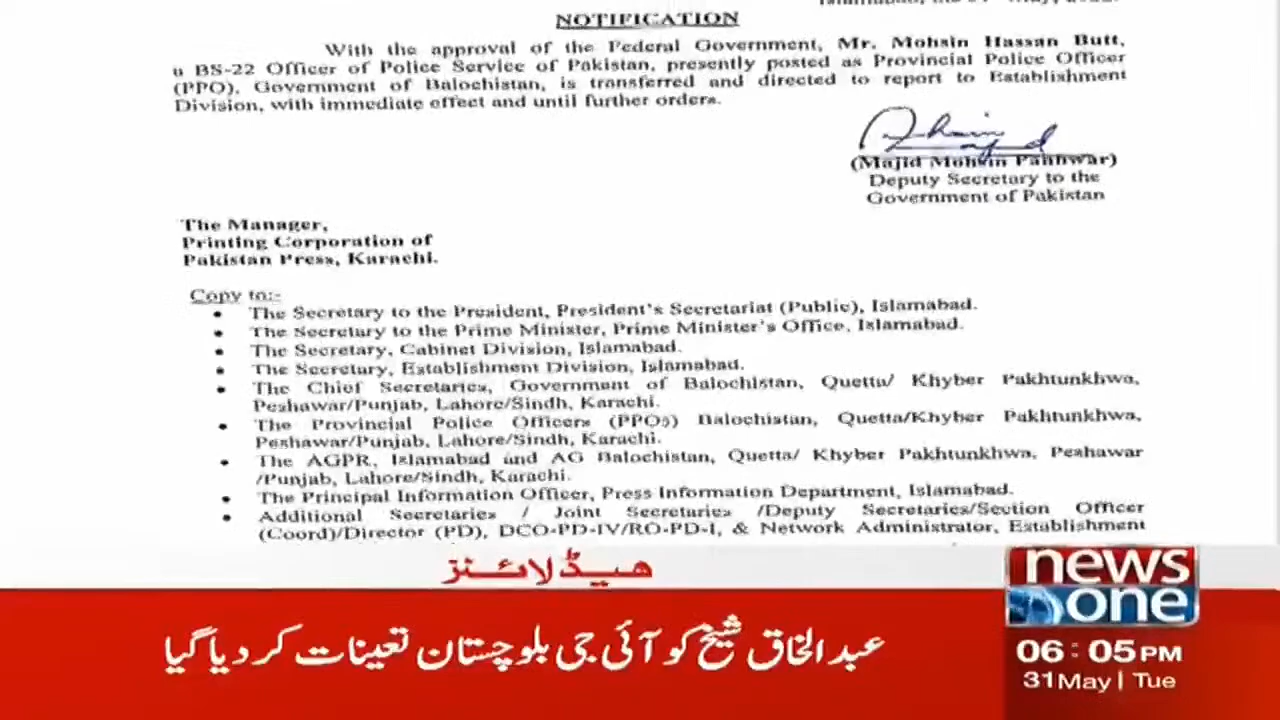 NOTIFICATION
With the approval of the Federal Government, Mr. Mohsin Hassan Butt,
a BS-22 Officer of Police Service of Pakistan, presently posted as Provincial Police Officer
(PPO), Government of Balochistan, is transferred and directed to report to Establishment
Division, with immediate effect and until further orders.
(Majid Mohsin Panhwar)
Deputy Secretary to the
Government of Pakistan
The Manager,
Printing Corporation of
Pakistan Press, Karachi.
Copy to:-
• The Secretary to the President, President's Secretariat (Public), Islamabad.
• The Secretary to the Prime Minister, Prime Minister's Office, Islamabad.
• The Secretary, Cabinet Division, Islamabad.
• The Secretary, Establishment Division, Islamabad.
• The Chief Secretaries, Government of Balochistan, Quetta/ Khyber Pakhtunkhwa,
Peshawar/Punjab, Lahore/Sindh, Karachi.
• The Provincial Police Officers (PPOs) Balochistan, Quetta/Khyber Pakhtunkhwa,
Peshawar/Punjab, Lahore/Sindh, Karachi.
• The AGPR, Islamabad and AG Balochistan, Quetta/ Khyber Pakhtunkhwa, Peshawar
/Punjab, Lahore/Sindh, Karachi.
• The Principal Information Officer, Press Information Department, Islamabad.
• Additional Secretaries / Joint Secretaries /Deputy Secretaries/Section Officer
(Coord)/Director (PD), DCO-PD-IV/RO-PD-I, & Network Administrator, Establishment
ہیڈلائنز
news
one
عبدالخالق شیخ کو آئی جی بلوچستان تعینات کر دیا گیا
06:05PM
31May | Tue